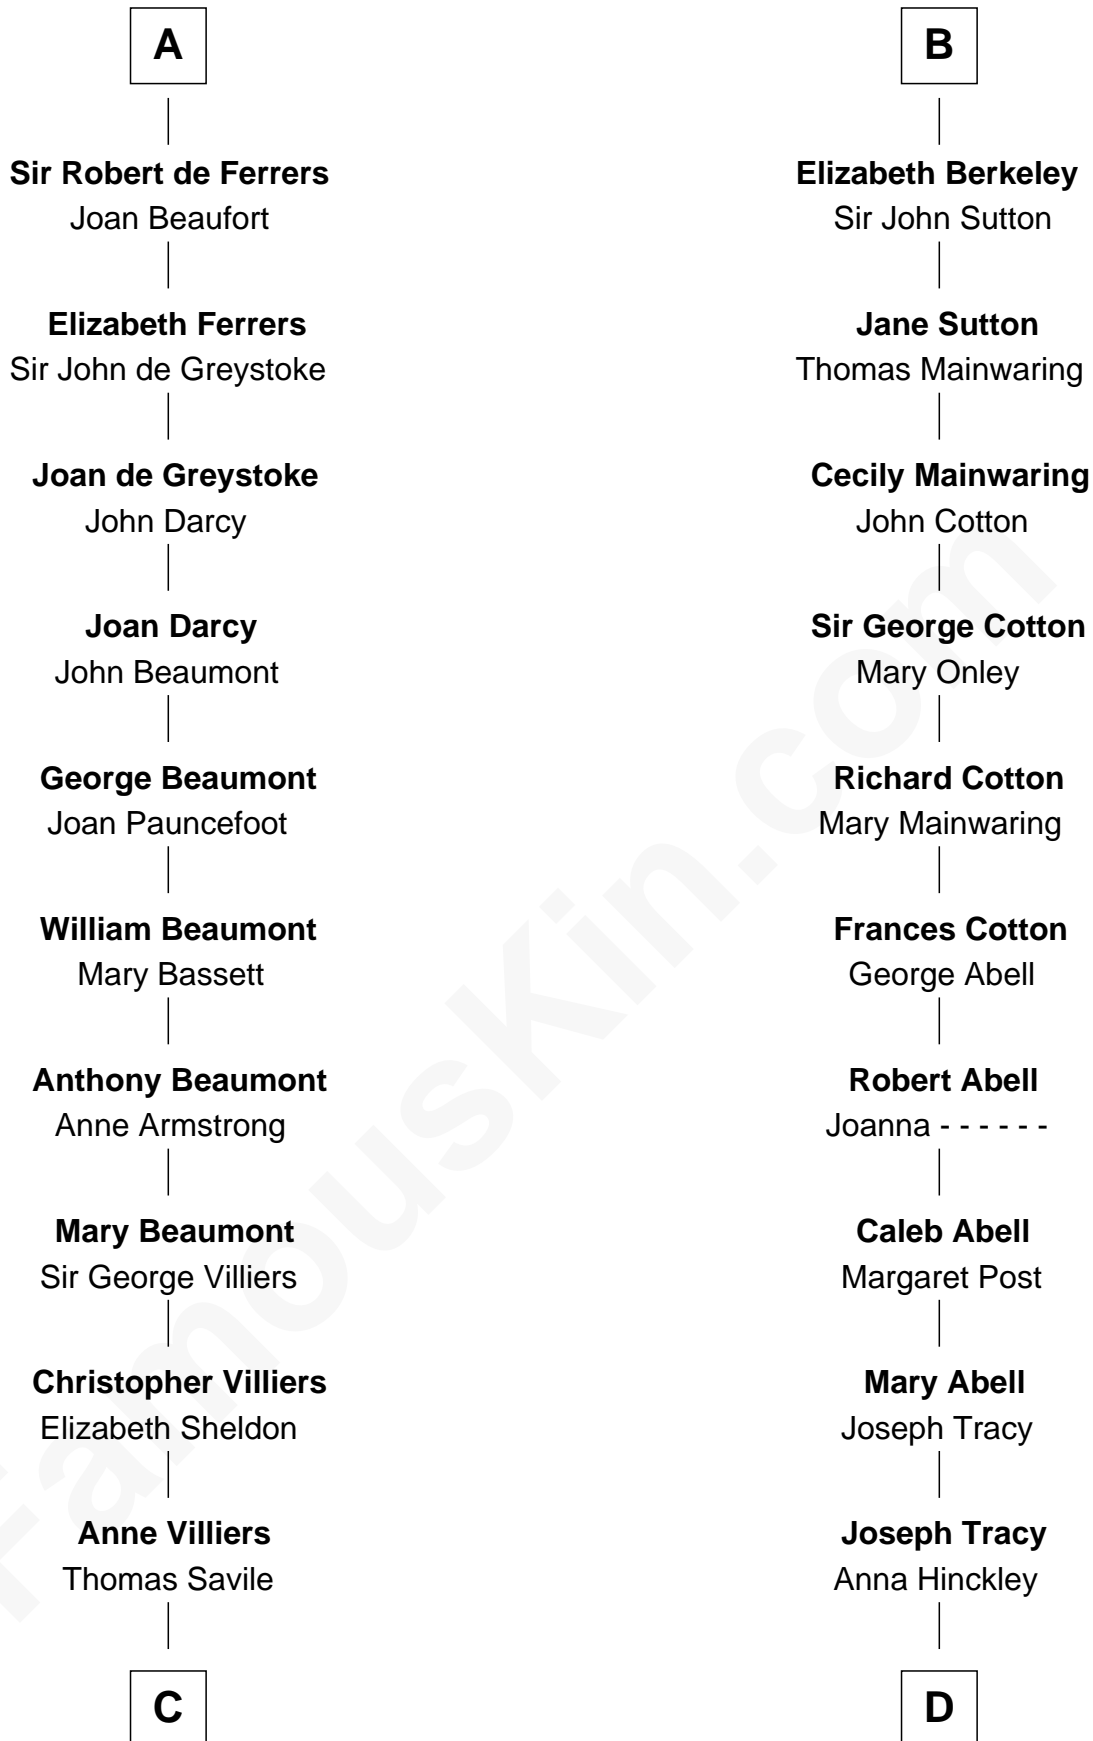 A
Sir Robert de Ferrers
Joan Beaufort
Elizabeth Ferrers
Sir John de Greystoke
Joan de Greystoke
John Darcy
Joan Darcy
John Beaumont
George Beaumont
Joan Pauncefoot
William Beaumont
Mary Bassett
Anthony Beaumont
Anne Armstrong
Mary Beaumont
Sir George Villiers
Christopher Villiers
Elizabeth Sheldon
Anne Villiers
Thomas Savile
C
B
Elizabeth Berkeley
Sir John Sutton
Jane Sutton
Thomas Mainwaring
Cecily Mainwaring
John Cotton
Sir George Cotton
Mary Onley
Richard Cotton
Mary Mainwaring
Frances Cotton
George Abell
Robert Abell
Joanna - - - - - -
Caleb Abell
Margaret Post
Mary Abell
Joseph Tracy
Joseph Tracy
Anna Hinckley
D
FamousKin.com